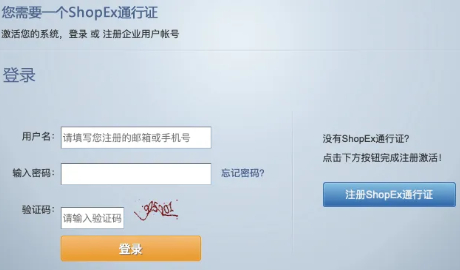 您需要一个ShopEx通行证
激活您的系统，登录 或 注册企业用户帐号
登录
用户名：
请填写您注册的邮箱或手机号
没有ShopEx通行证？
点击下方按钮完成注册激活！
输入密码：
忘记密码？
注册ShopEx通行证
验证码：
请输入验证码
登录